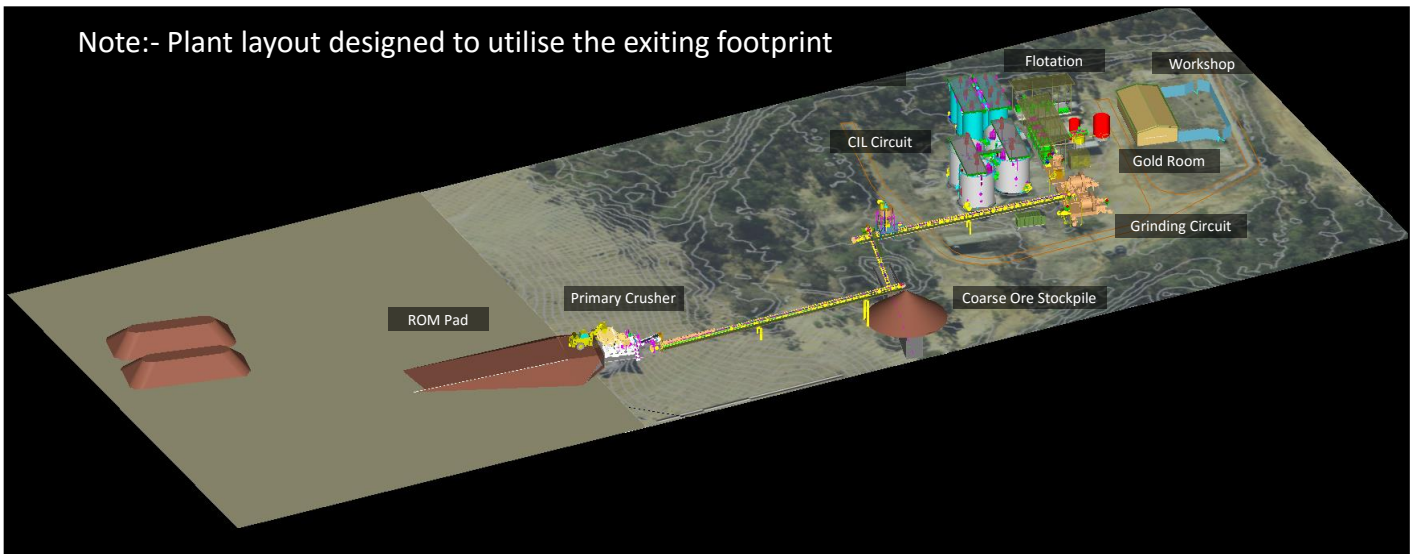 Note:- Plant layout designed to utilise the exiting footprint
Flotation
Workshop
CIL Circuit
Gold Room
Grinding Circuit
Primary Crusher
Coarse Ore Stockpile
ROM Pad